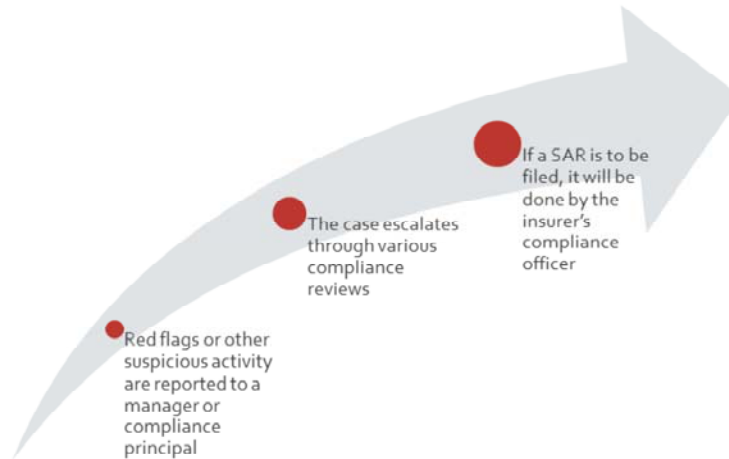 Red flags or other
suspicious activity
are reported to a
manager or
compliance
principal
The case escalates
through various
compliance
reviews
If a SAR is to be
filed, it will be
done by the
insurer's
compliance
officer